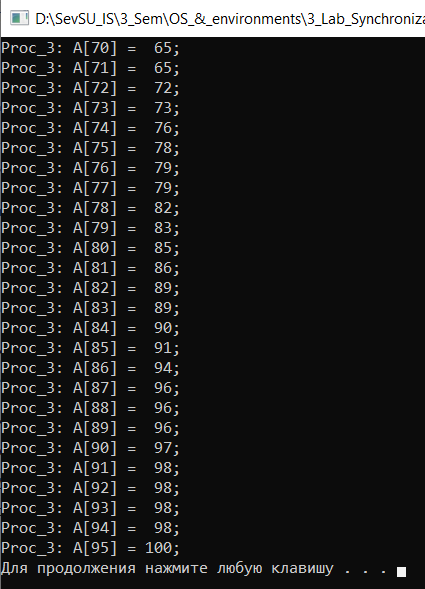 D:\SevSU_IS\3_Sem\OS_&_environments\3_Lab_Synchroniza
Proc_3: A[70] =  65;
Proc_3: A[71] =  65;
Proc_3: A[72] =  72;
Proc_3: A[73] =  73;
Proc_3: A[74] =  76;
Proc_3: A[75] =  78;
Proc_3: A[76] =  79;
Proc_3: A[77] =  79;
Proc_3: A[78] =  82;
Proc_3: A[79] =  83;
Proc_3: A[80] =  85;
Proc_3: A[81] =  86;
Proc_3: A[82] =  89;
Proc_3: A[83] =  89;
Proc_3: A[84] =  90;
Proc_3: A[85] =  91;
Proc_3: A[86] =  94;
Proc_3: A[87] =  96;
Proc_3: A[88] =  96;
Proc_3: A[89] =  96;
Proc_3: A[90] =  97;
Proc_3: A[91] =  98;
Proc_3: A[92] =  98;
Proc_3: A[93] =  98;
Proc_3: A[94] =  98;
Proc_3: A[95] = 100;
Для продолжения нажмите любую клавишу . . .